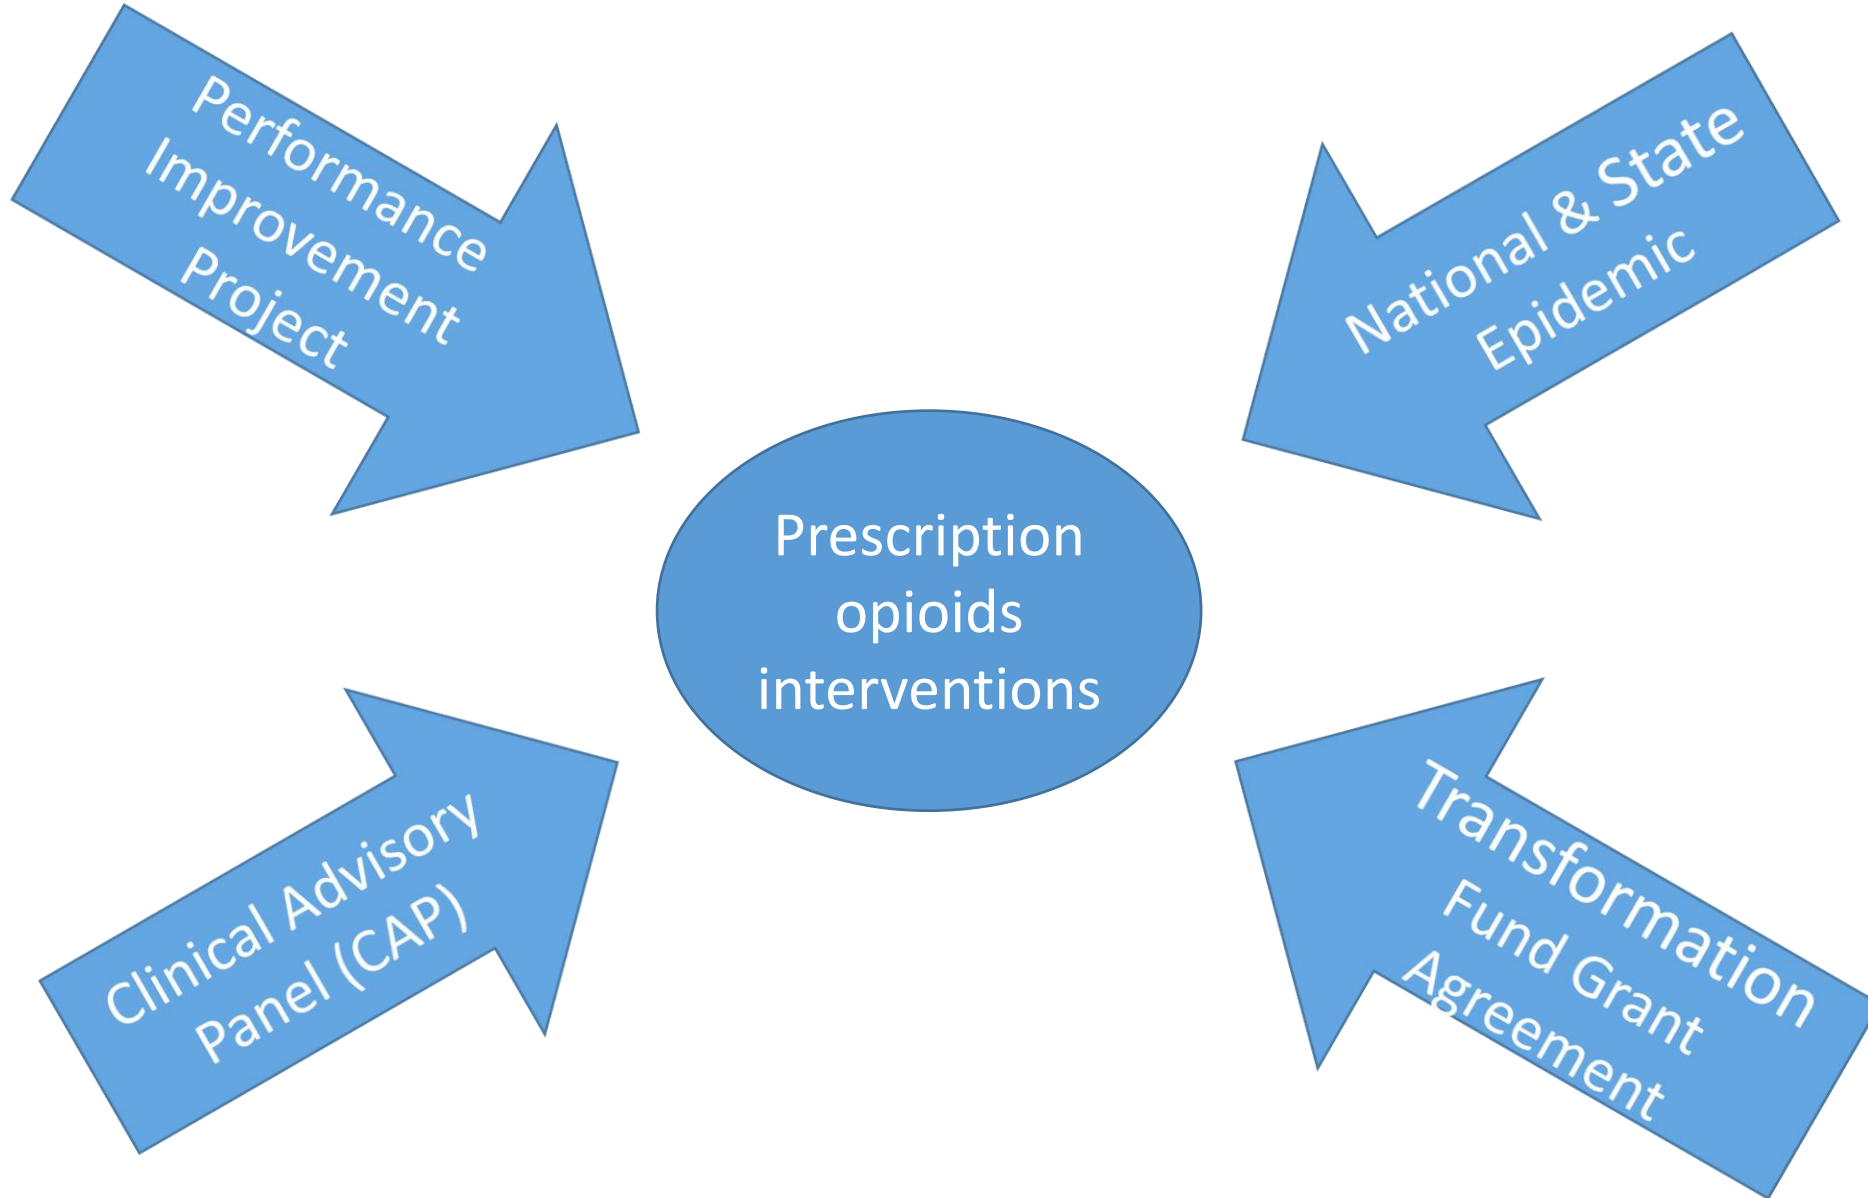 Performance
Improvement
Project
National & State
Epidemic
Prescription
opioids
interventions
Clinical Advisory
Panel (CAP)
Transformation
Fund Grant
Agreement